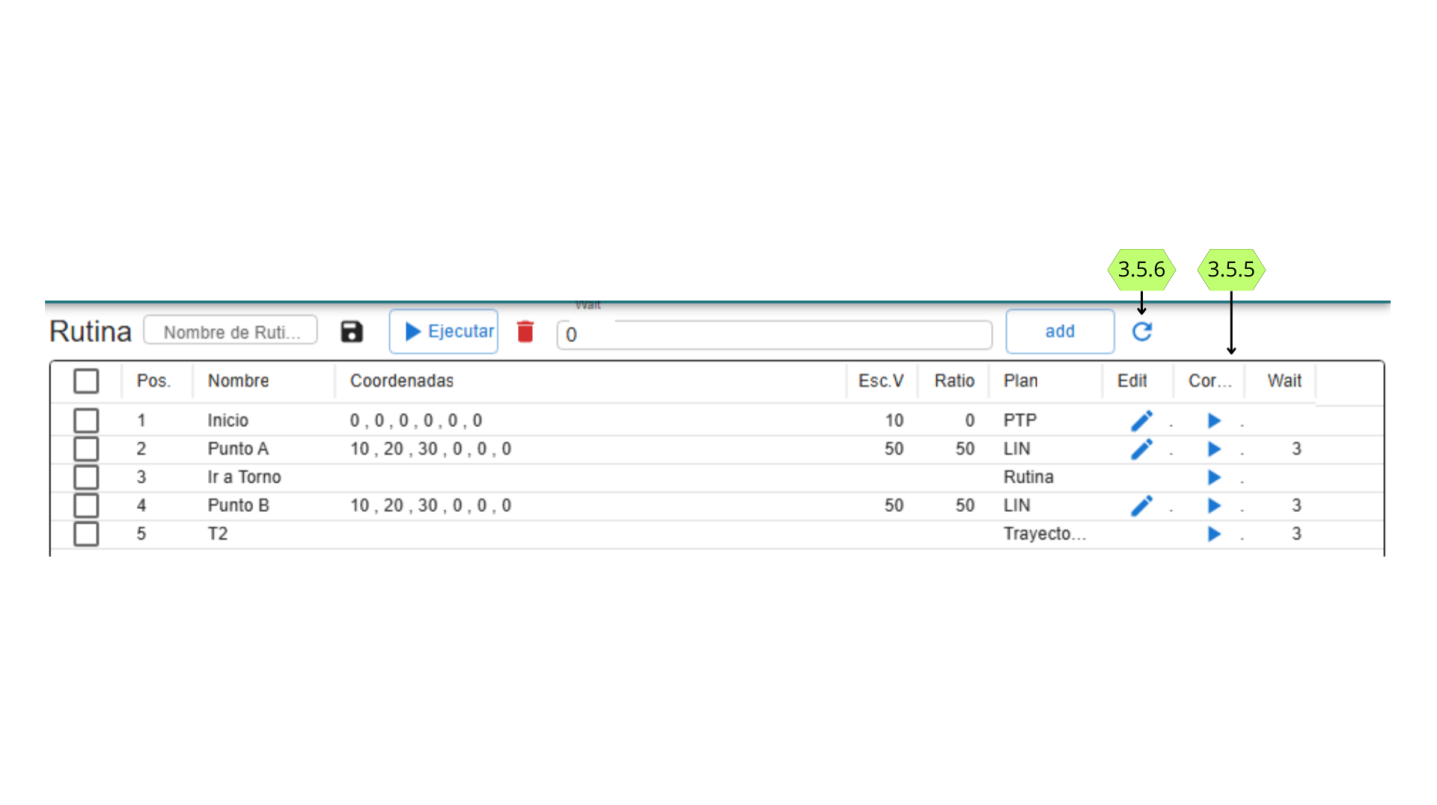 3.5.6 3.5.5
Wait
Rutina Nombre de Ruti... Ejecutar 0 add
Pos. Nombre Coordenadas Esc.V Ratio Plan Edit Cor... Wait
1 Inicio 0 , 0 , 0 , 0 , 0 , 0 10 0 PTP . .
2 Punto A 10 , 20 , 30 , 0 , 0 , 0 50 50 LIN . . 3
3 Ir a Torno Rutina .
4 Punto B 10 , 20 , 30 , 0 , 0 , 0 50 50 LIN . . 3
5 T2 Trayecto... . 3